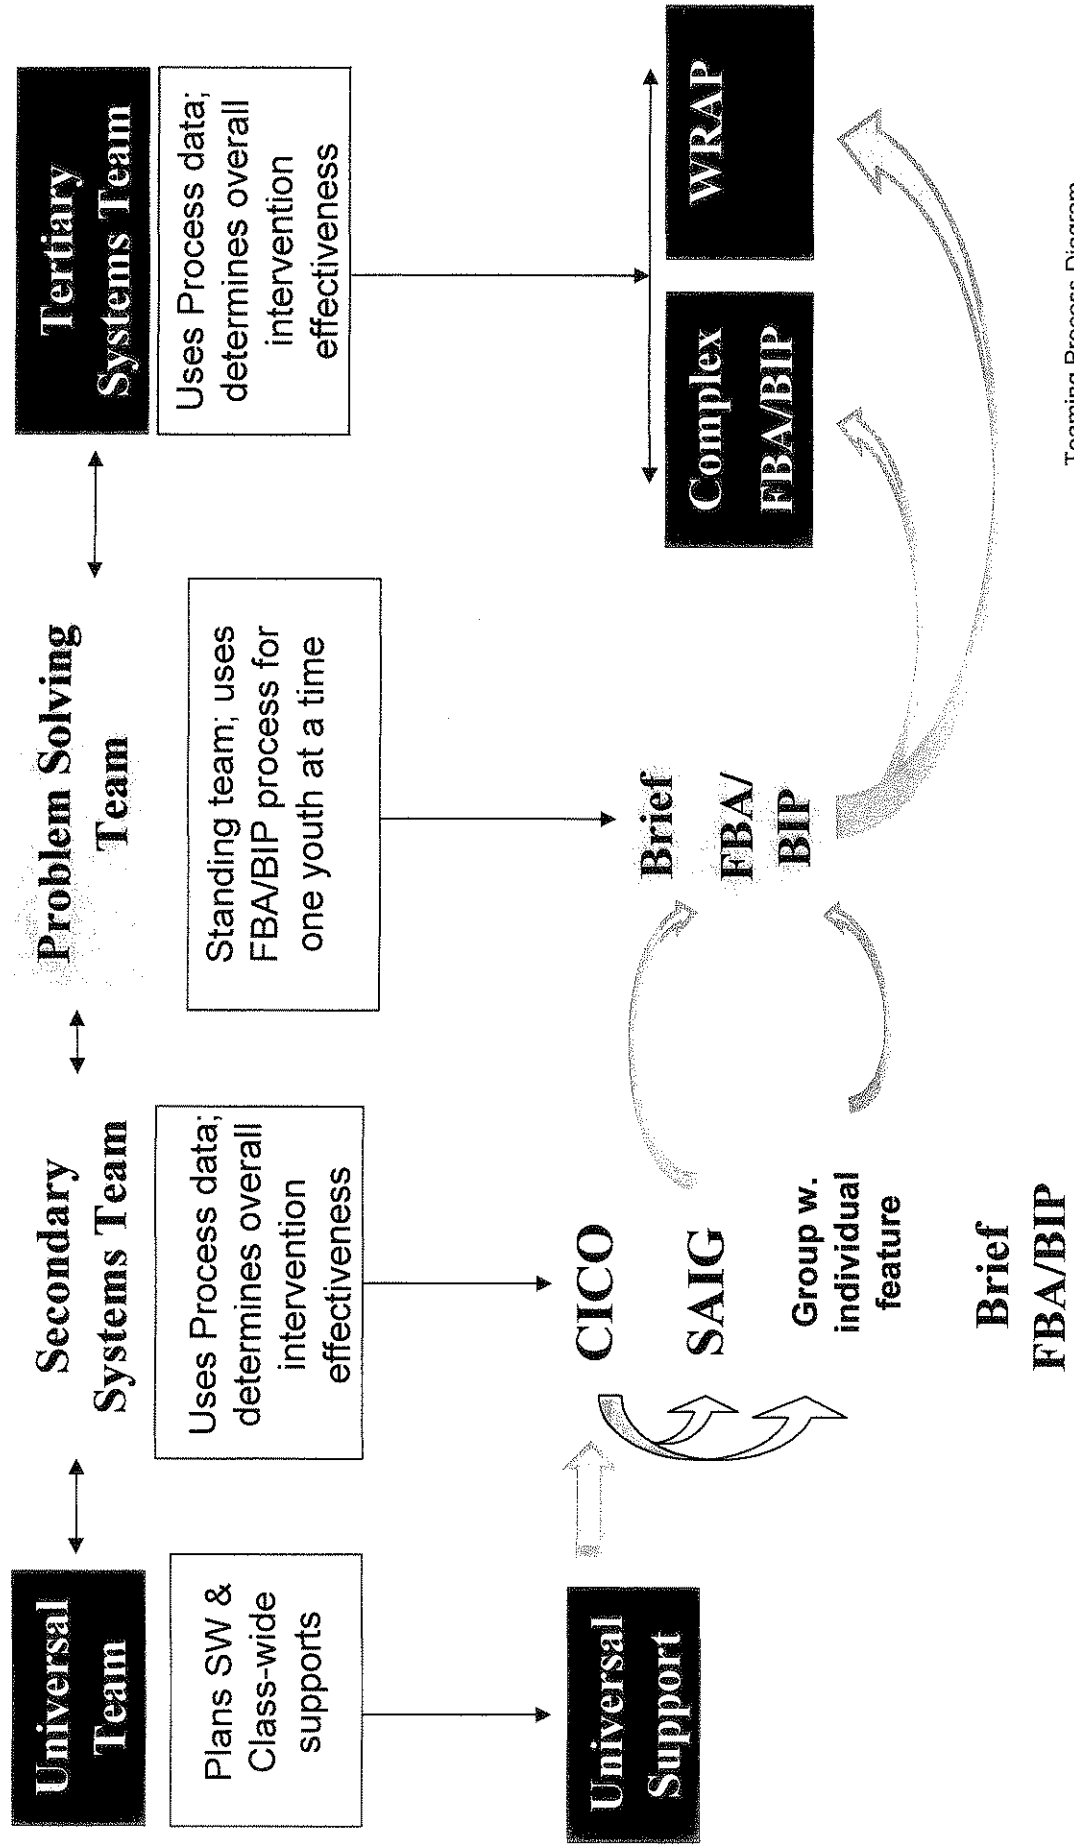 Universal
Team
Plans SW &
Class-wide
supports
Universal
Support
Secondary
Systems Team
Uses Process data;
determines overall
intervention
effectiveness
CICO
SAIG
Group w.
individual
feature
Brief
FBA/BIP
Problem Solving
Team
Standing team; uses
FBA/BIP process for
one youth at a time
Brief
FBA/
BIP
Tertiary
Systems Team
Uses Process data;
determines overall
intervention
effectiveness
Complex
FBA/BIP
WRAP
Teaming Process Diagram